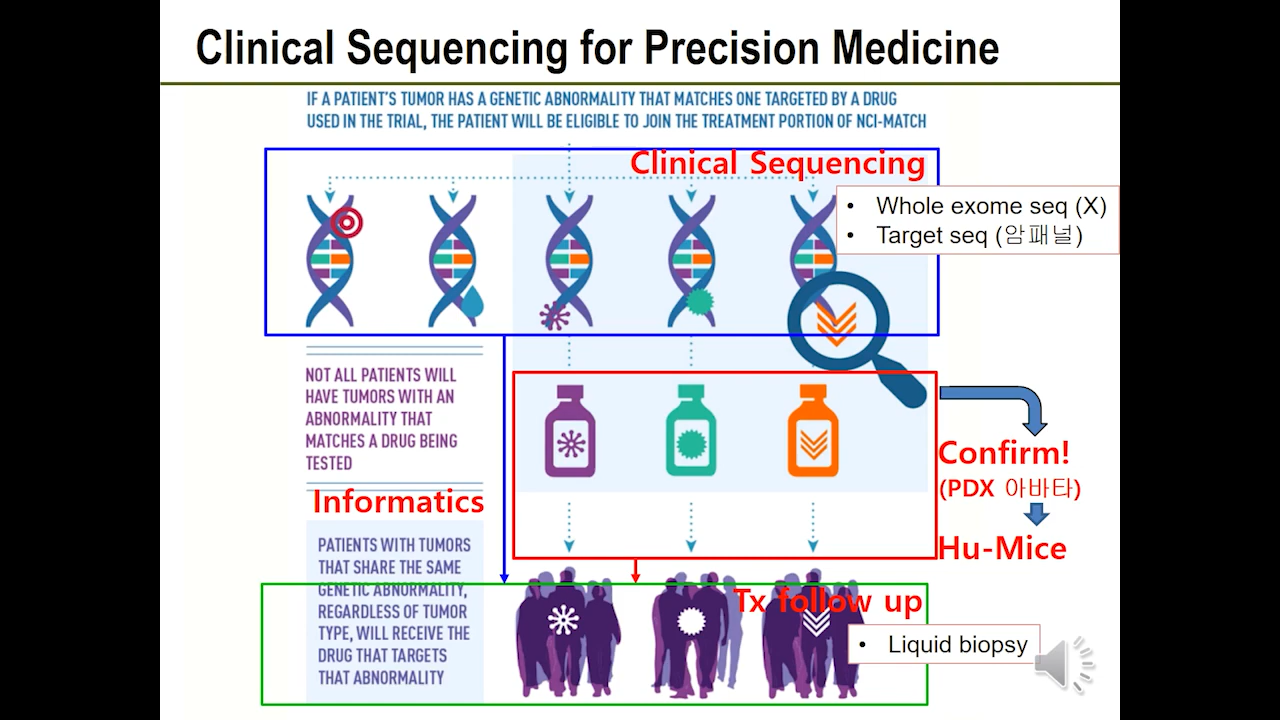 Clinical Sequencing for Precision Medicine
IF A PATIENT'S TUMOR HAS A GENETIC ABNORMALITY THAT MATCHES ONE TARGETED BY A DRUG
USED IN THE TRIAL, THE PATIENT WILL BE ELIGIBLE TO JOIN THE TREATMENT PORTION OF NCI-MATCH
Clinical Sequencing
• Whole exome seq (X)
• Target seq (암패널)
NOT ALL PATIENTS WILL
HAVE TUMORS WITH AN
ABNORMALITY THAT
MATCHES A DRUG BEING
TESTED
Confirm!
(PDX 아바타)
Hu-Mice
Informatics
PATIENTS WITH TUMORS
THAT SHARE THE SAME
GENETIC ABNORMALITY,
REGARDLESS OF TUMOR
TYPE, WILL RECEIVE THE
DRUG THAT TARGETS
THAT ABNORMALITY
Tx follow up
• Liquid biopsy